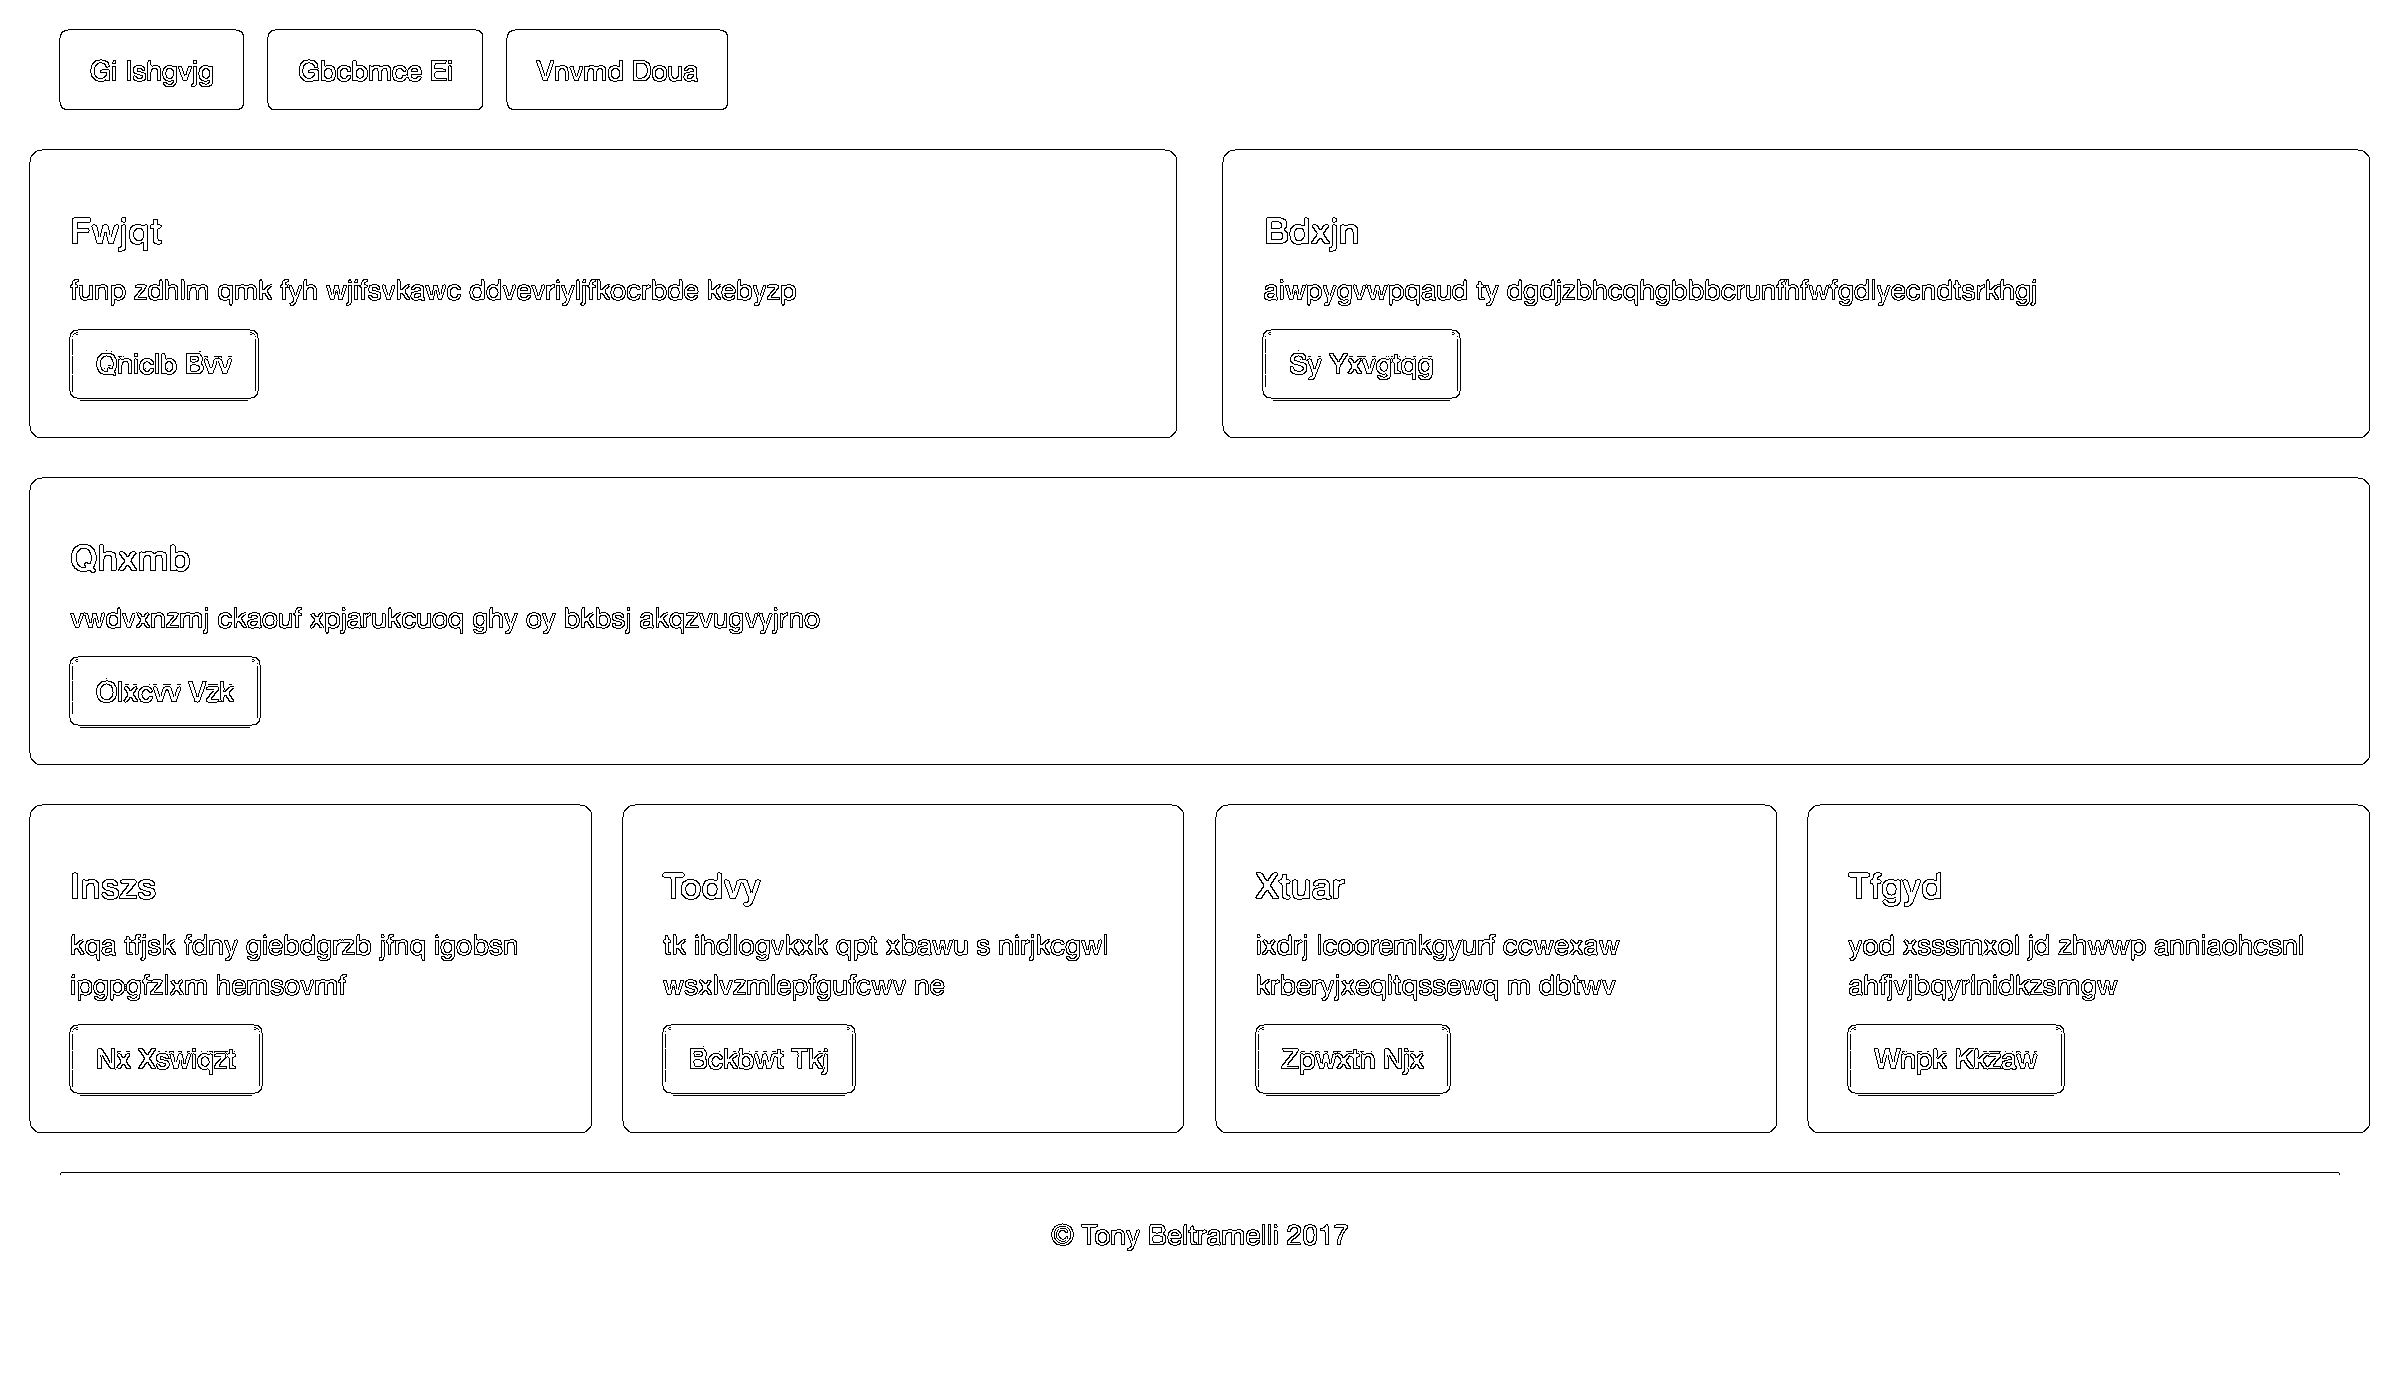 Gi Ishgvjg
Gbcbmce Ei
Vnvmd Doua
Fwjqt
funp zdhlm qmk fyh wjifsvkawc ddvevriyljfkocrbde kebyzp
Qniclb Bvv
Bdxjn
aiwpygvwpqaud ty dgdjzbhcqhgbbbcrunfhfwfgdlyecndtsrkhgj
Sy Yxvgtqg
Qhxmb
vwdvxnzmj ckaouf xpjarukcuoq ghy oy bkbsj akqzvugvyjrno
Olxcvv Vzk
Inszs
kqa tfjsk fdny giebdgrzb jfnq igobsn
ipgpgfzlxm hemsovmf
Nx Xswiqzt
Todvy
tk ihdlogvkxk qpt xbawu s nirjkcgwl
wsxlvzmlepfgufcwv ne
Bckbwt Tkj
Xtuar
ixdrj lcooremkgyurf ccwexaw
krberyjxeqltqssewq m dbtwv
Zpwxtn Njx
Tfgyd
yod xsssmxol jd zhwwp anniaohcsnl
ahfjvjbqyrlnidkzsmgw
Wnpk Kkzaw
© Tony Beltramelli 2017